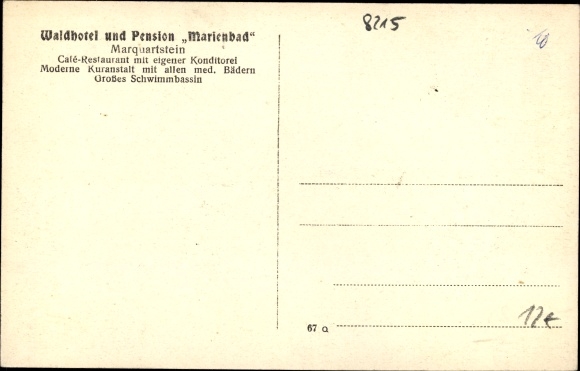 Waldhotel und Pension „Marienbad"
Marquartstein
Café-Restaurant mit eigener Konditorei
Moderne Kuranstalt mit allen med. Bädern
Großes Schwimmbassin
8215
67 a
12€